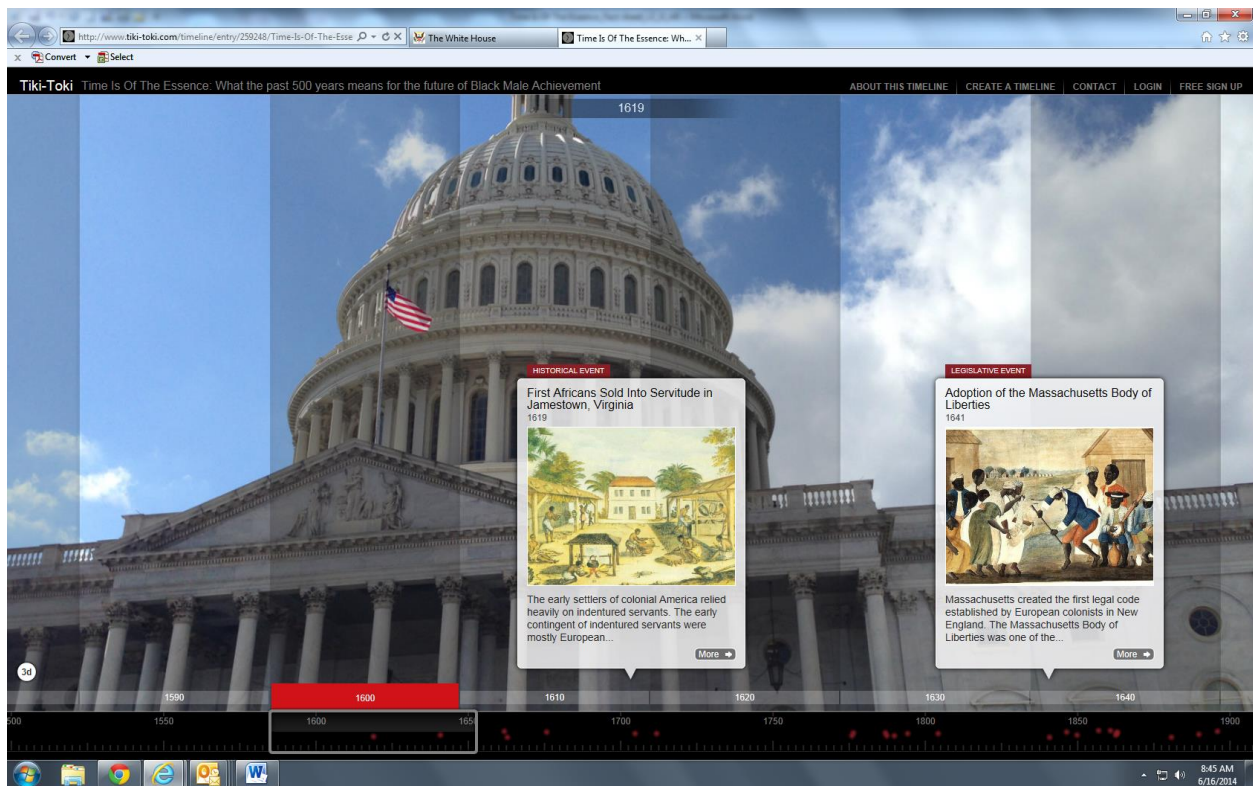 http://www.tiki-toki.com/timeline/entry/259248/Time-Is-Of-The-Esse
The White House
Time Is Of The Essence: Wh...
x Convert Select
Tiki-Toki Time Is Of The Essence: What the past 500 years means for the future of Black Male Achievement
ABOUT THIS TIMELINE CREATE A TIMELINE CONTACT LOGIN FREE SIGN UP
1619
HISTORICAL EVENT
First Africans Sold Into Servitude in
Jamestown, Virginia
1619
The early settlers of colonial America relied
heavily on indentured servants. The early
contingent of indentured servants were
mostly European...
More
LEGISLATIVE EVENT
Adoption of the Massachusetts Body of
Liberties
1641
Massachusetts created the first legal code
established by European colonists in New
England. The Massachusetts Body of
Liberties was one of the...
More
3d
1590 1600 1610 1620 1630 1640
500 1550 1600 1650 1700 1750 1800 1850 1900
8:45 AM
6/16/2014